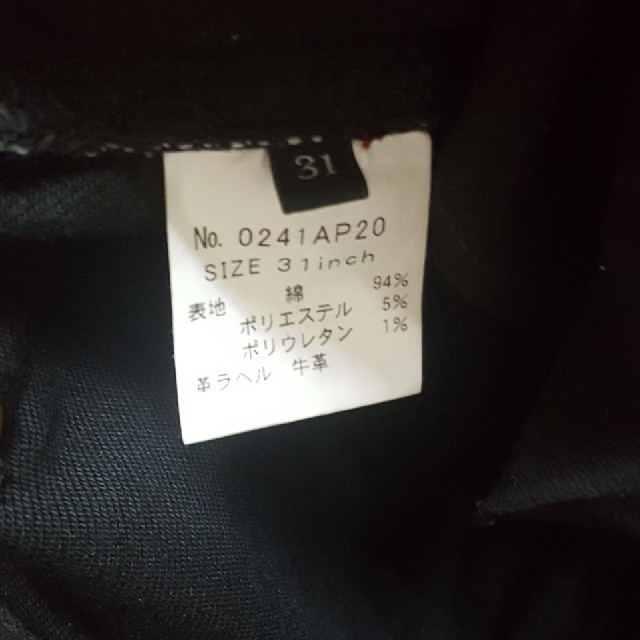 31
No. 0241AP20
SIZE 31inch
表地 綿 94%
ポリエステル 5%
ポリウレタン 1%
革ラベル 牛革